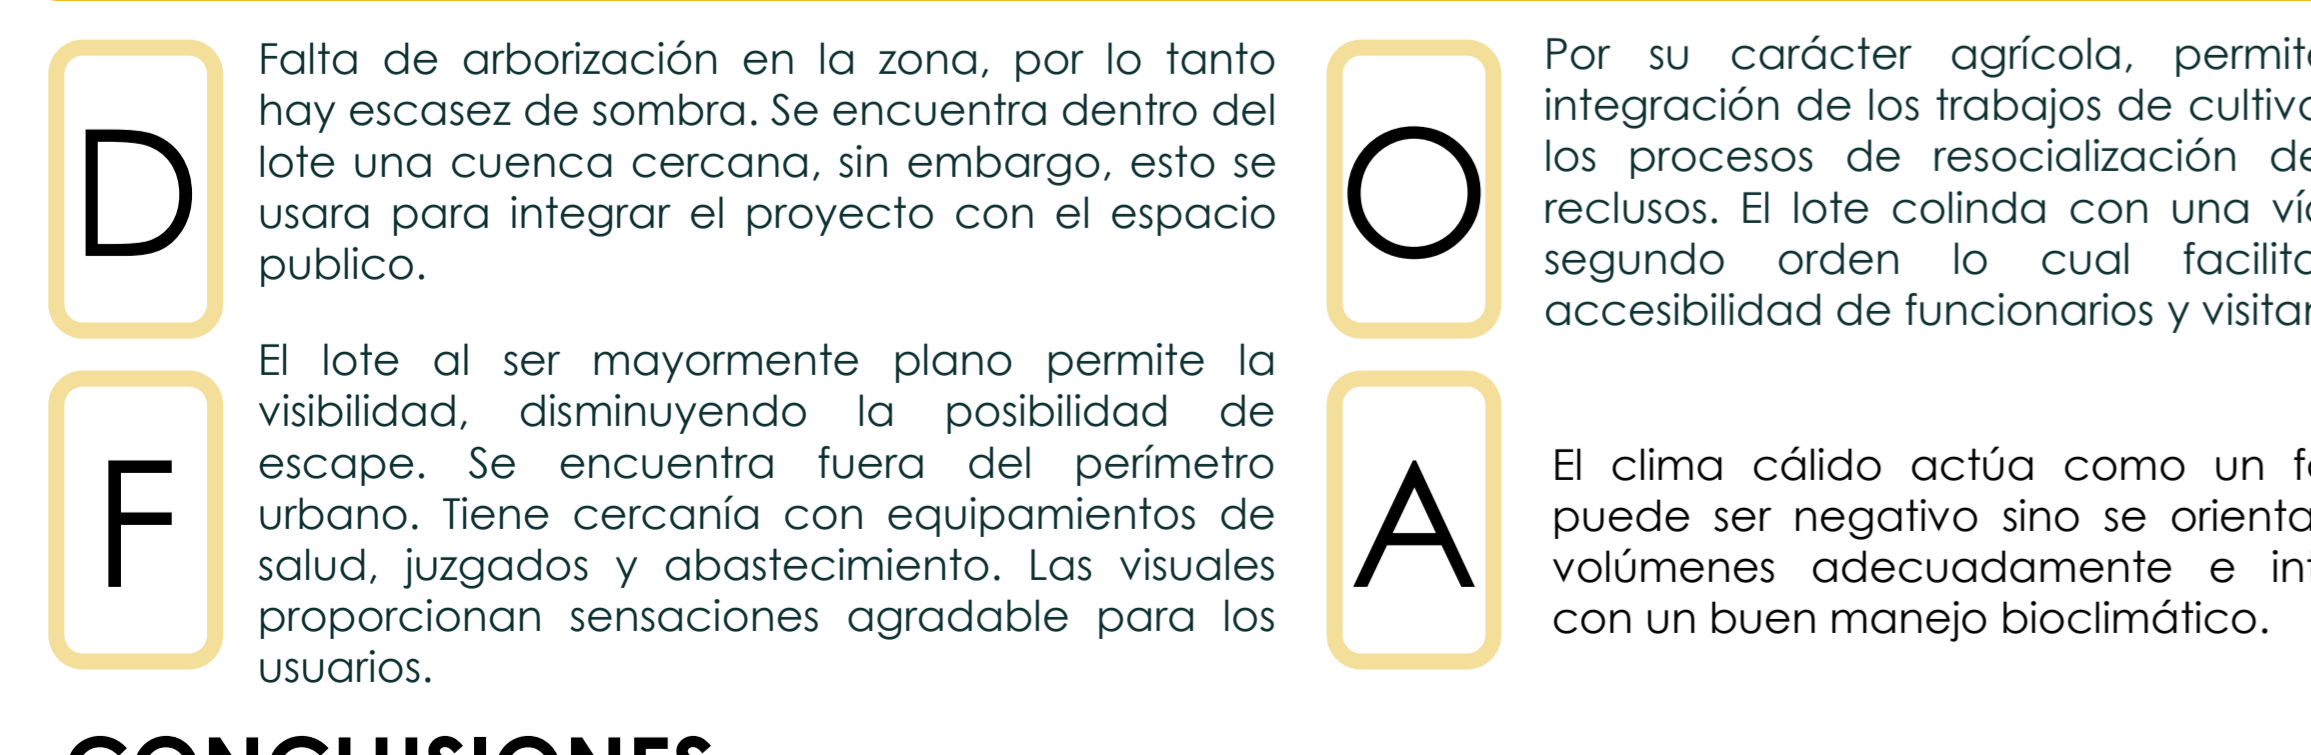 D
Falta de arborización en la zona, por lo tanto
hay escasez de sombra. Se encuentra dentro del
lote una cuenca cercana, sin embargo, esto se
usara para integrar el proyecto con el espacio
publico.
F
El lote al ser mayormente plano permite la
visibilidad, disminuyendo la posibilidad de
escape. Se encuentra fuera del perímetro
urbano. Tiene cercanía con equipamientos de
salud, juzgados y abastecimiento. Las visuales
proporcionan sensaciones agradable para los
usuarios.
O
Por su carácter agrícola,
integración de los trabajos de
los procesos de resocialización
reclusos. El lote colinda con una
segundo orden lo cual
accesibilidad de funcionarios y
A
El clima cálido actúa como un
puede ser negativo sino se
volúmenes adecuadamente e
con un buen manejo bioclimático.
CONCLUSIONES